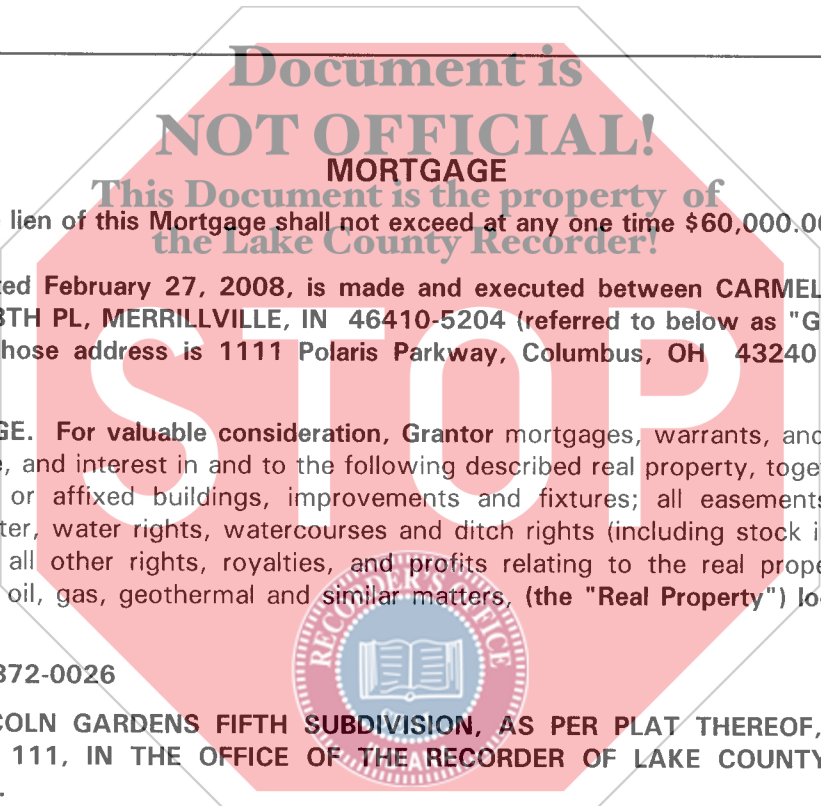 Document is
NOT OFFICIAL!
MORTGAGE
This Document is the property of
lien of this Mortgage shall not exceed at any one time $60,000.00
the Lake County Recorder!
ted February 27, 2008, is made and executed between CARMEL
TH PL, MERRILLVILLE, IN 46410-5204 (referred to below as "G
hose address is 1111 Polaris Parkway, Columbus, OH 43240
STOP
GE. For valuable consideration, Grantor mortgages, warrants, and
, and interest in and to the following described real property, toge
or affixed buildings, improvements and fixtures; all easements
ter, water rights, watercourses and ditch rights (including stock i
all other rights, royalties, and profits relating to the real prope
oil, gas, geothermal and similar matters, (the "Real Property") lo
RECORDER'S OFFICE
372-0026
COLN GARDENS FIFTH SUBDIVISION, AS PER PLAT THEREOF,
111, IN THE OFFICE OF THE RECORDER OF LAKE COUNTY